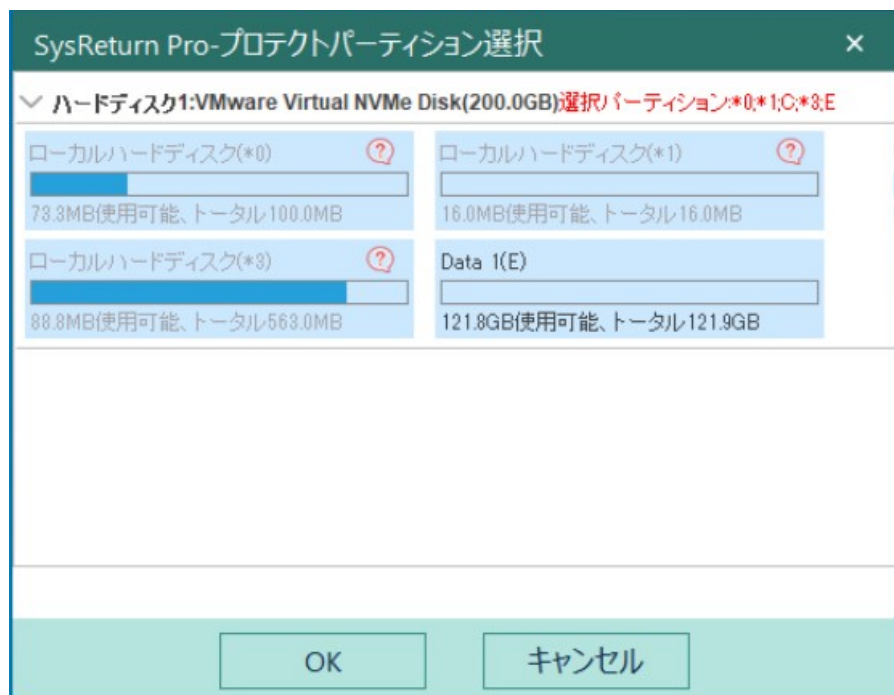 SysReturn Pro-プロテクトパーティション選択
ハードディスク1:VMware Virtual NVMe Disk(200.0GB)選択パーティション:*0;*1;C;*3;E
ローカルハードディスク(*0)
73.3MB使用可能、トータル100.0MB
ローカルハードディスク(*1)
16.0MB使用可能、トータル16.0MB
ローカルハードディスク(*3)
88.8MB使用可能、トータル563.0MB
Data 1(E)
121.8GB使用可能、トータル121.9GB
OK
キャンセル